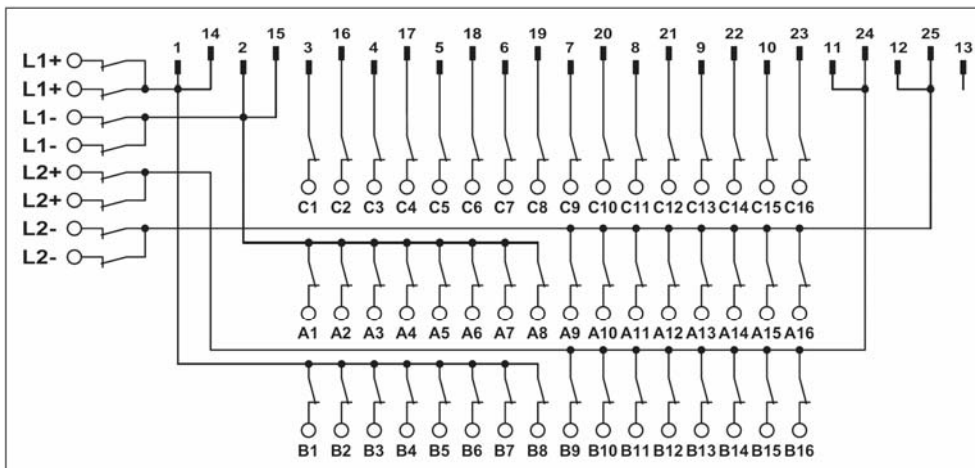 14 15 16 17 18 19 20 21 22 23 24 25
1 2 3 4 5 6 7 8 9 10 11 12 13
L1+
L1+
L1-
L1-
L2+
L2+
L2-
L2-
C1 C2 C3 C4 C5 C6 C7 C8 C9 C10 C11 C12 C13 C14 C15 C16
A1 A2 A3 A4 A5 A6 A7 A8 A9 A10 A11 A12 A13 A14 A15 A16
B1 B2 B3 B4 B5 B6 B7 B8 B9 B10 B11 B12 B13 B14 B15 B16